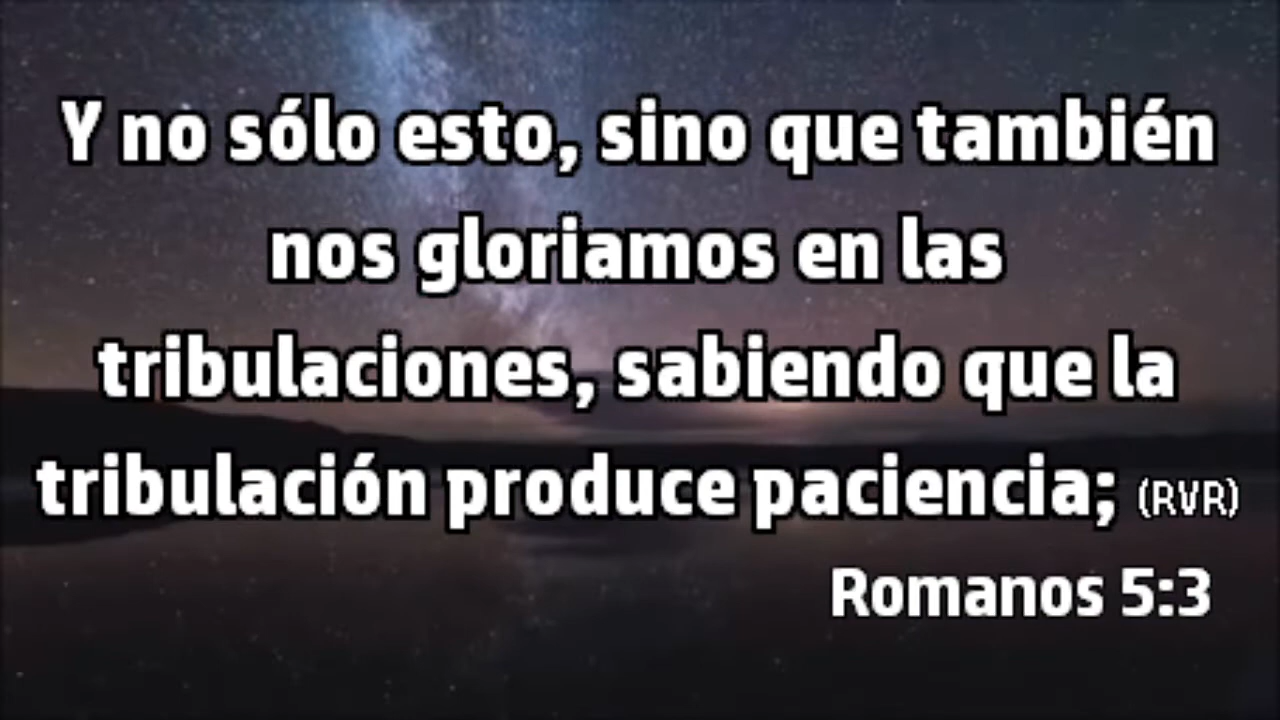 Y no sólo esto, sino que también
nos gloriamos en las
tribulaciones, sabiendo que la
tribulación produce paciencia; (RVR)
Romanos 5:3